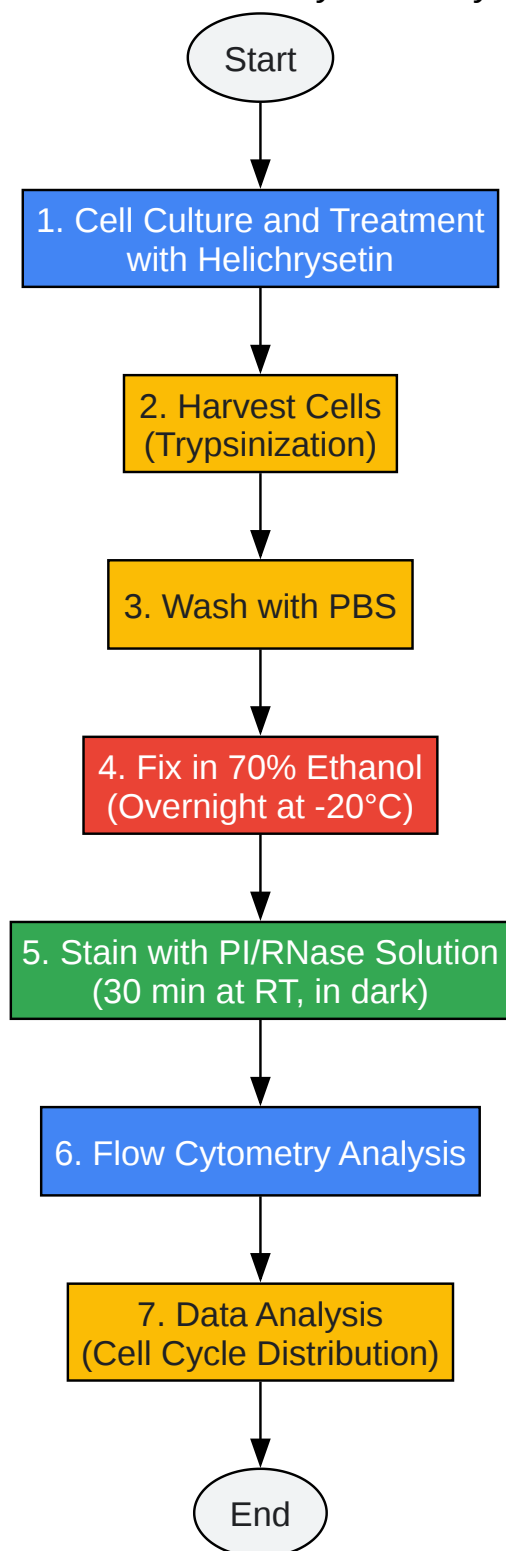 Start
1. Cell Culture and Treatment
with Helichrysetin
2. Harvest Cells
(Trypsinization)
3. Wash with PBS
4. Fix in 70% Ethanol
(Overnight at -20°C)
5. Stain with PI/RNase Solution
(30 min at RT, in dark)
6. Flow Cytometry Analysis
7. Data Analysis
(Cell Cycle Distribution)
End